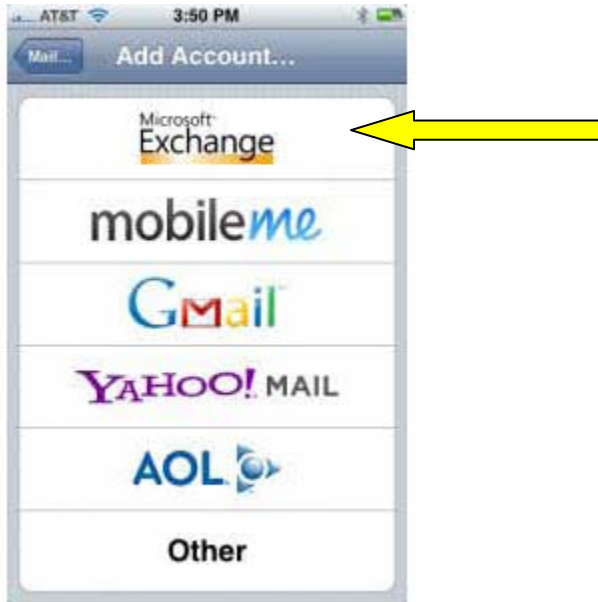 AT&T 3:50 PM
Mail... Add Account...
Microsoft
Exchange
mobileme
GMail
YAHOO! MAIL
AOL
Other